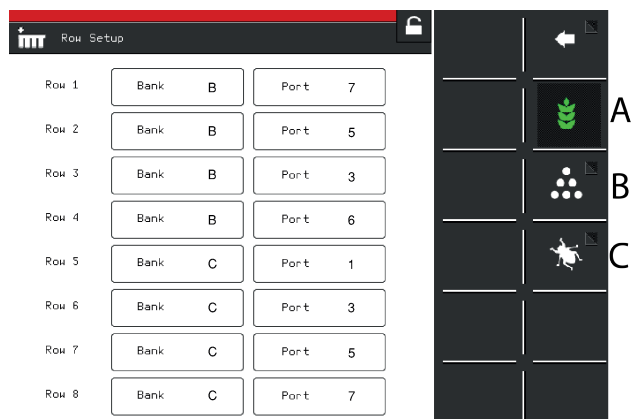 Row Setup
Row 1 Bank B Port 7
A
Row 2 Bank B Port 5
Row 3 Bank B Port 3
B
Row 4 Bank B Port 6
Row 5 Bank C Port 1
C
Row 6 Bank C Port 3
Row 7 Bank C Port 5
Row 8 Bank C Port 7